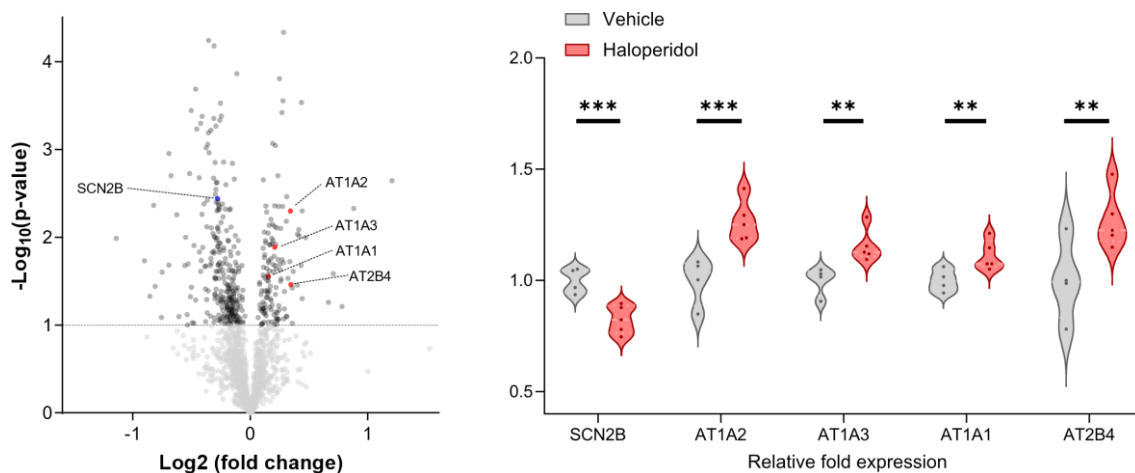 4
3
2
1
0
-Log10(p-value)
SCN2B
AT1A2
AT1A3
AT1A1
AT2B4
-1
0
1
Log2 (fold change)
Vehicle
Haloperidol
2.0
1.5
1.0
0.5
***
***
**
**
**
SCN2B
AT1A2
AT1A3
AT1A1
AT2B4
Relative fold expression